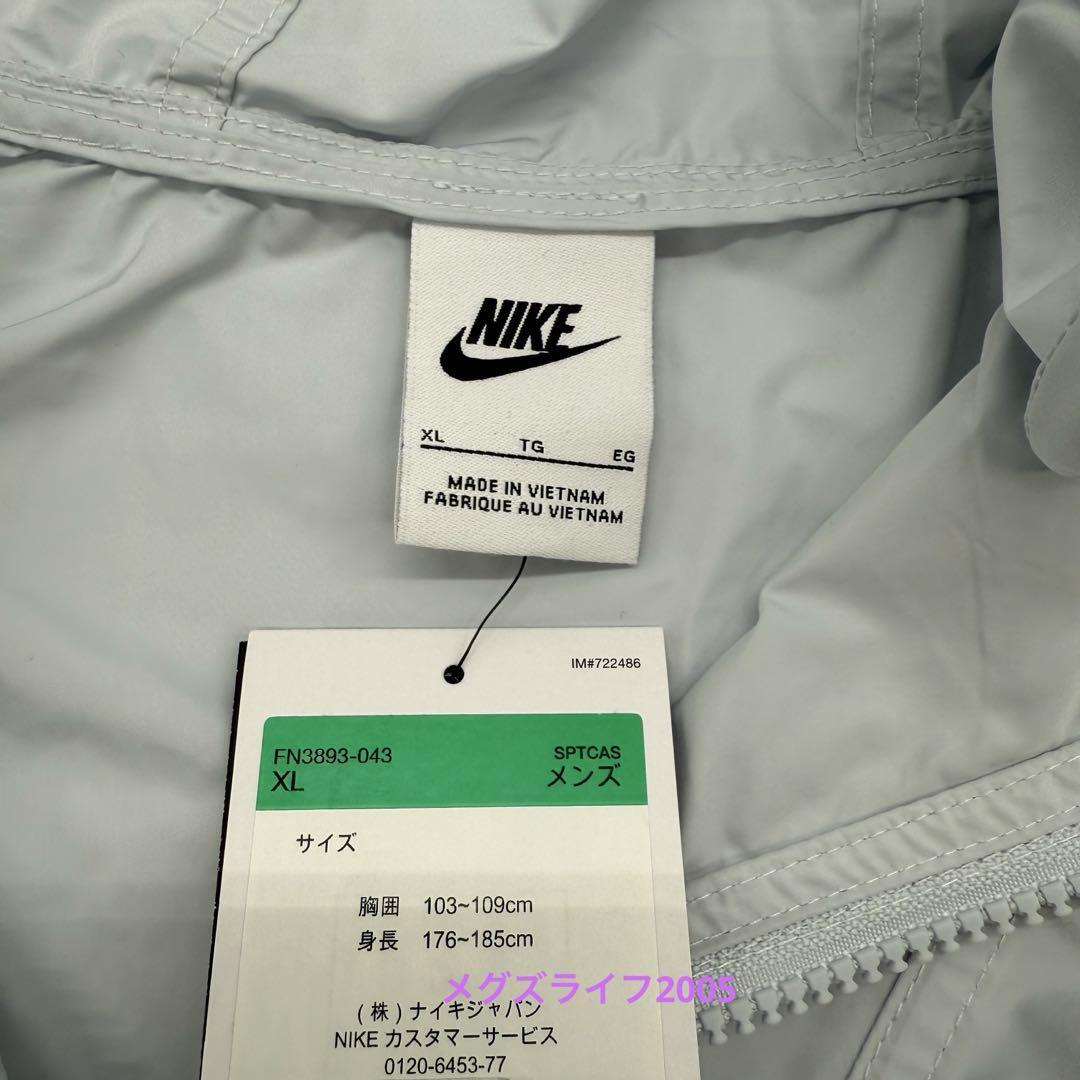 NIKE
XL TG EG
MADE IN VIETNAM
FABRIQUE AU VIETNAM
IM#722486
FN3893-043 SPTCAS
XL メンズ
サイズ
胸囲 103~109cm
身長 176~185cm
メグズライフ2005
(株)ナイキジャパン
NIKE カスタマーサービス
0120-6453-77